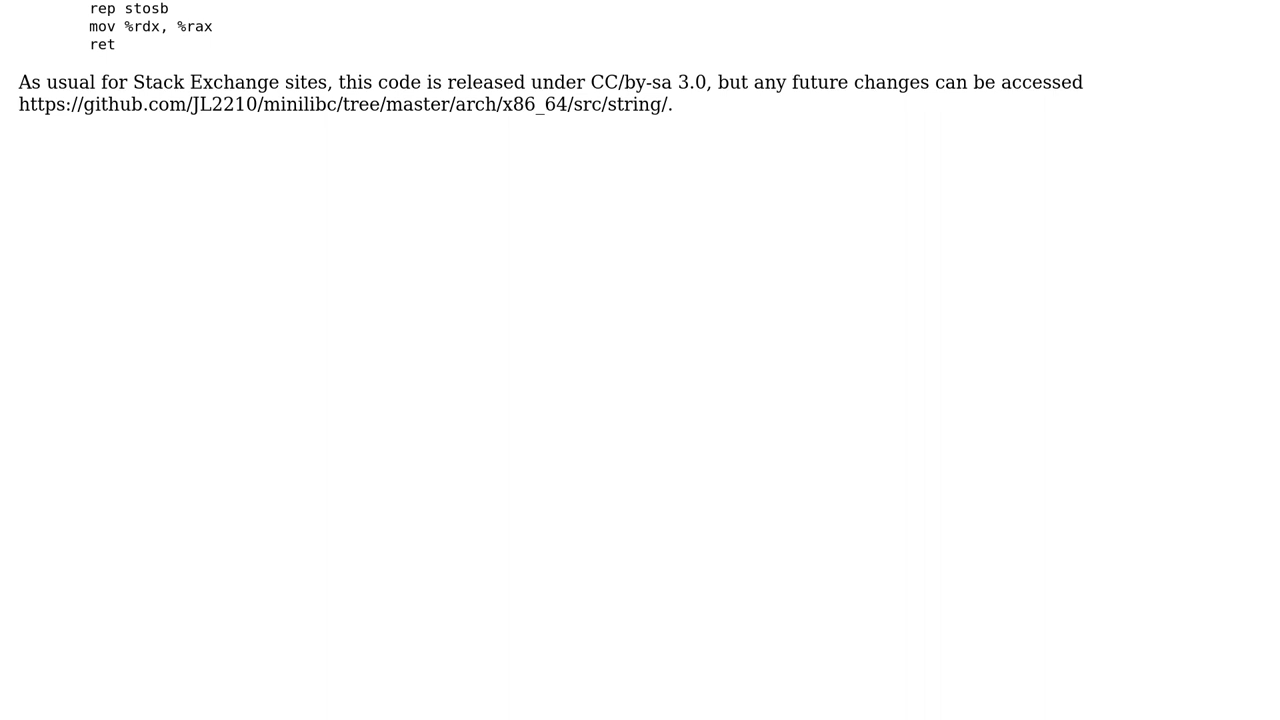 rep stosb
mov %rdx, %rax
ret
As usual for Stack Exchange sites, this code is released under CC/by-sa 3.0, but any future changes can be accessed
https://github.com/JL2210/minilibc/tree/master/arch/x86_64/src/string/.